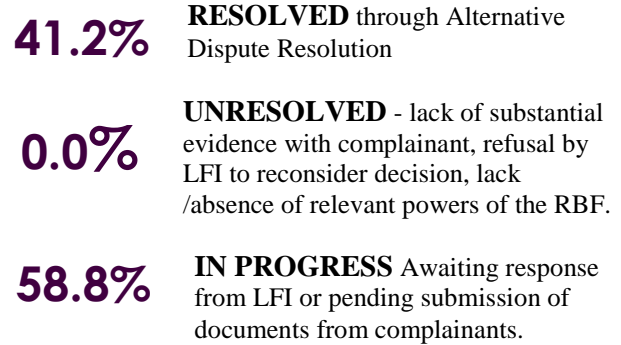 41.2%
RESOLVED through Alternative
Dispute Resolution
0.0%
UNRESOLVED - lack of substantial
evidence with complainant, refusal by
LFI to reconsider decision, lack
/absence of relevant powers of the RBF.
58.8%
IN PROGRESS Awaiting response
from LFI or pending submission of
documents from complainants.